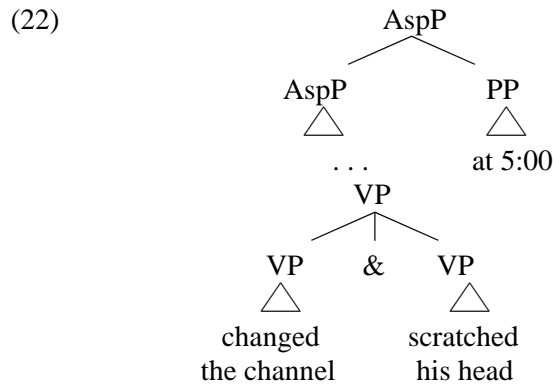 (22) AspP
AspP PP
at 5:00
. . .
VP
VP & VP
changed scratched
the channel his head